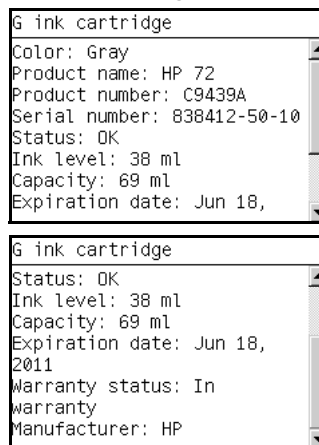 G ink cartridge
Color: Gray
Product name: HP 72
Product number: C9439A
Serial number: 838412-50-10
Status: OK
Ink level: 38 ml
Capacity: 69 ml
Expiration date: Jun 18,
G ink cartridge
Status: OK
Ink level: 38 ml
Capacity: 69 ml
Expiration date: Jun 18,
2011
Warranty status: In
warranty
Manufacturer: HP